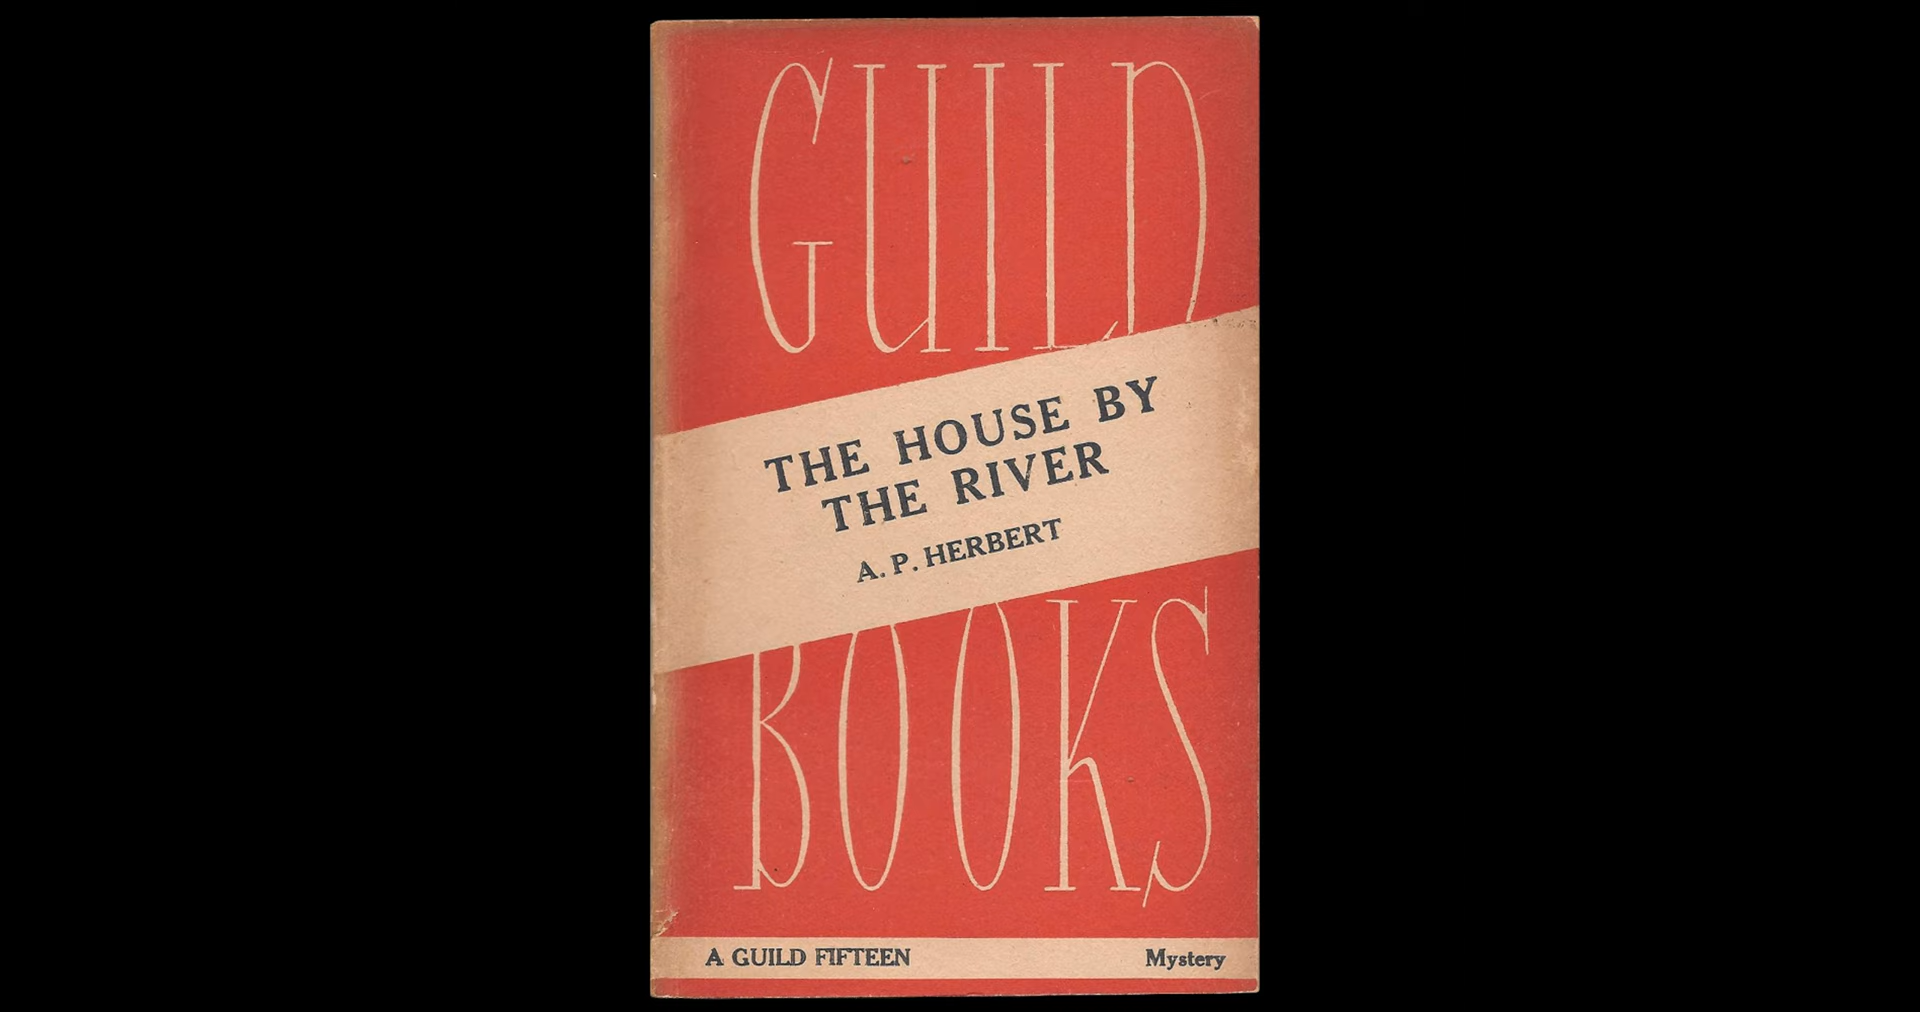 GUILD
THE HOUSE BY
THE RIVER
A. P. HERBERT
BOOKS
A GUILD FIFTEEN
Mystery